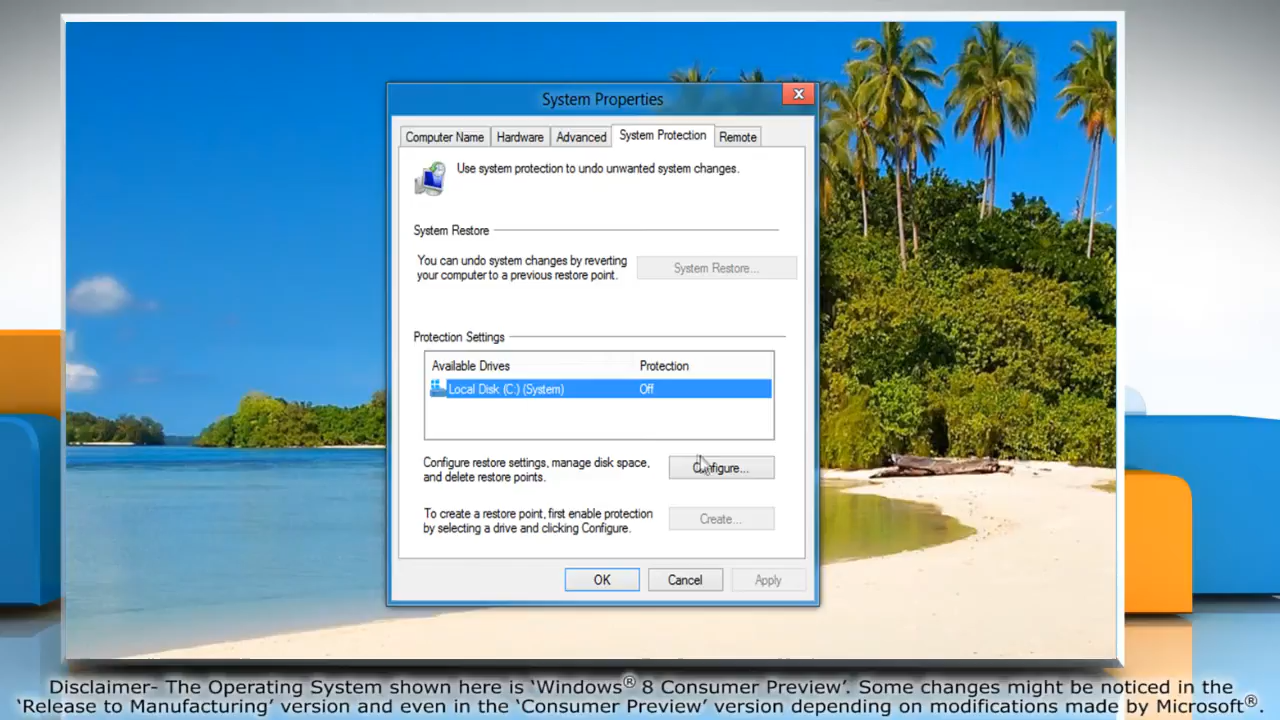 System Properties
X
Computer Name Hardware Advanced System Protection Remote
Use system protection to undo unwanted system changes.
System Restore
You can undo system changes by reverting
your computer to a previous restore point.
System Restore...
Protection Settings
Available Drives Protection
Local Disk (C:) (System) Off
Configure restore settings, manage disk space,
and delete restore points.
Configure...
To create a restore point, first enable protection
by selecting a drive and clicking Configure.
Create...
OK Cancel Apply
Disclaimer- The Operating System shown here is ‘Windows® 8 Consumer Preview’. Some changes might be noticed in the
‘Release to Manufacturing’ version and even in the ‘Consumer Preview’ version depending on modifications made by Microsoft®.